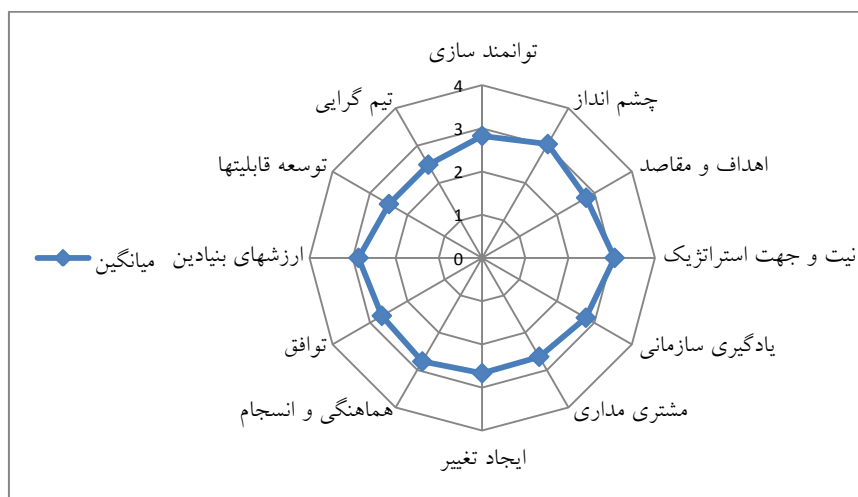 توانمند سازی
چشم انداز
اهداف و مقاصد
نیت و جهت استراتژیک
یادگیری سازمانی
مشتری مداری
ایجاد تغییر
هماهنگی و انسجام
توافق
ارزشهای بنیادین
توسعه قابلیتها
تیم گرایی
4
3
2
1
0
میانگین